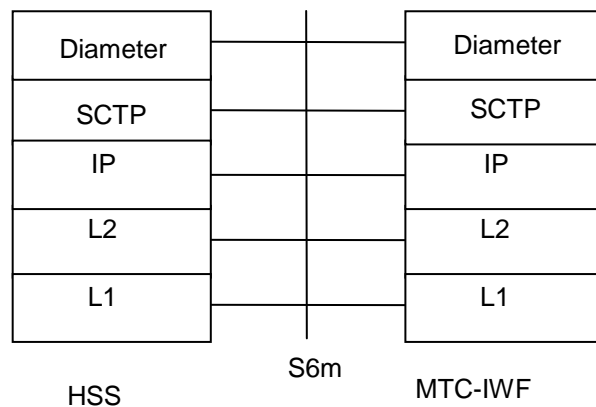 Diameter Diameter
SCTP SCTP
IP IP
L2 L2
L1 L1
S6m
HSS MTC-IWF